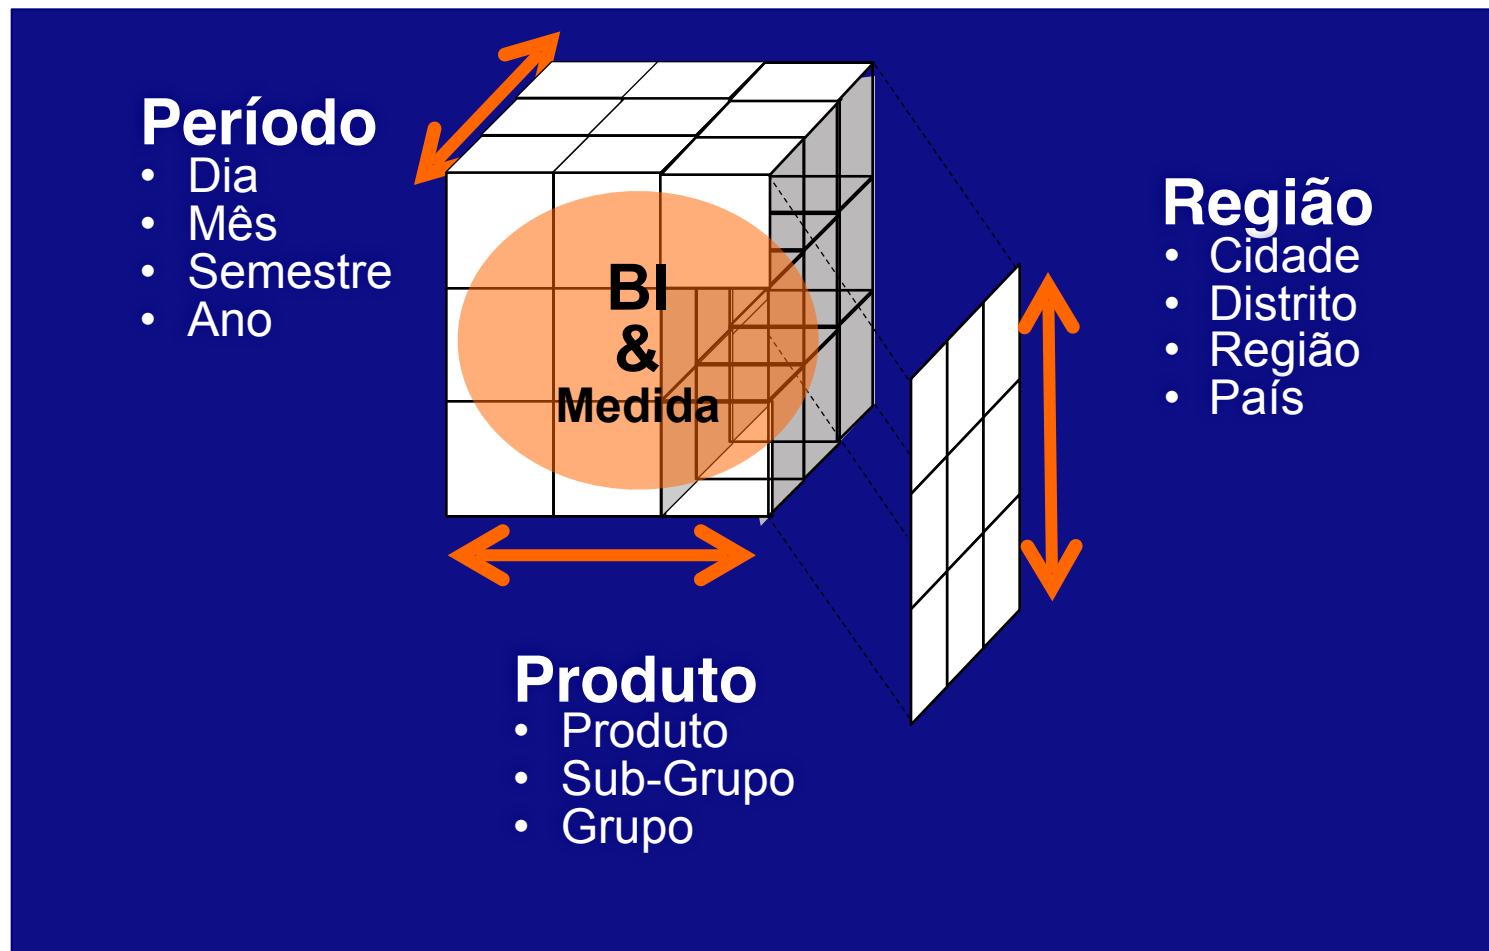 Período
• Dia
• Mês
• Semestre
• Ano
BI
&
Medida
Região
• Cidade
• Distrito
• Região
• País
Produto
• Produto
• Sub-Grupo
• Grupo